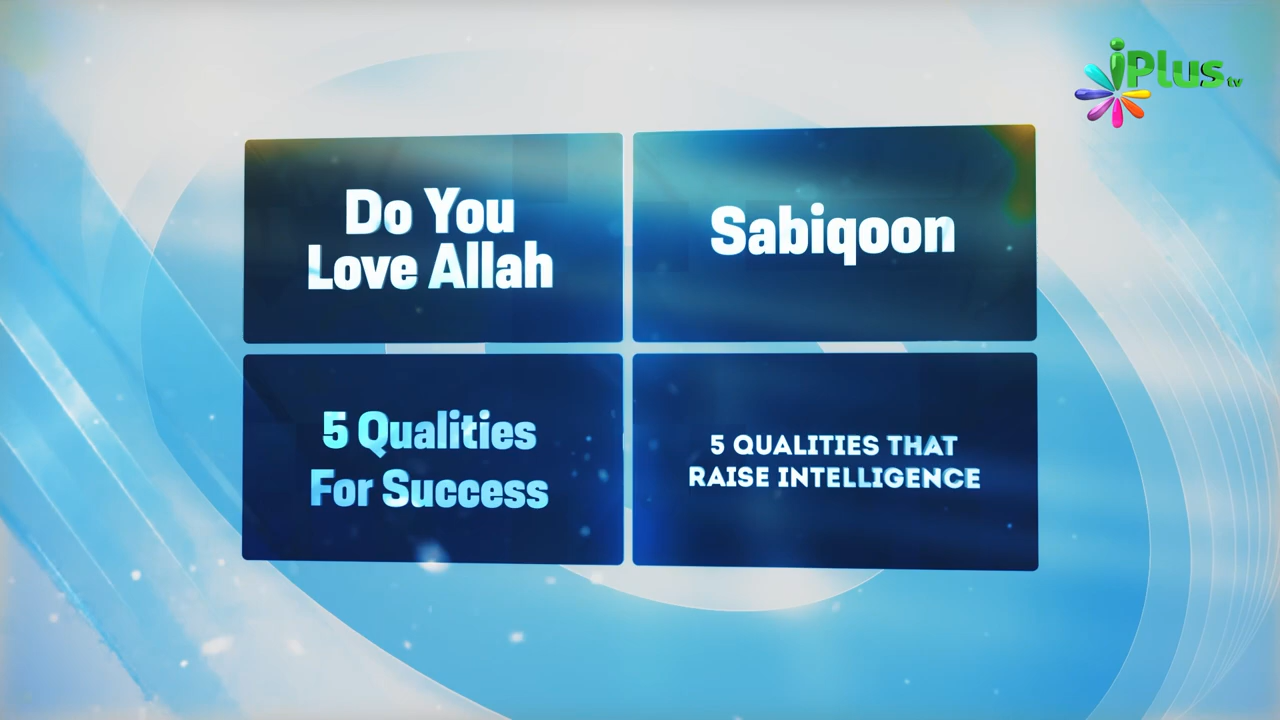 iPlus tv
Do You
Love Allah
Sabiqoon
5 Qualities
For Success
5 QUALITIES THAT
RAISE INTELLIGENCE